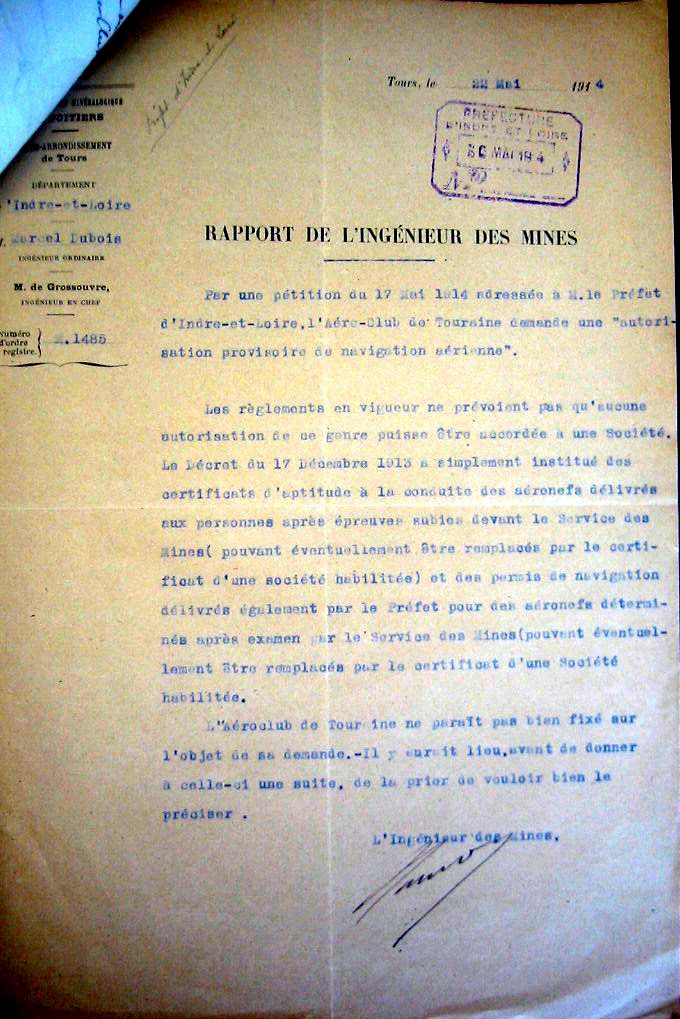 Préft d'Indre et Loire
Tours, le 22 Mai 1914
MINÉRALOGIQUE
POITIERS
ARRONDISSEMENT
de Tours
DÉPARTEMENT
'Indre-et-Loire
Marcel Dubois
INGÉNIEUR ORDINAIRE
M. de Grossouvre,
INGÉNIEUR EN CHEF
Numéro
d'ordre
registre.
M.1485
PRÉFECTURE
D'INDRE ET LOIRE
MAI 19 4
RAPPORT DE L'INGÉNIEUR DES MINES
Par une pétition du 17 Mai 1914 adressée à M.le Préfet
d'Indre-et-Loire,l'Aéro-Club de Touraine demande une "autori-
sation provisoire de navigation aérienne".
Les règlements en vigueur ne prévoient pas qu'aucune
autorisation de ce genre puisse être accordée à une Société.
Le Décret du 17 Décembre 1913 a simplement institué des
certificats d'aptitude à la conduite des aéronefs délivrés
aux personnes après épreuves subies devant le Service des
Mines( pouvant éventuellement être remplacés par le certi-
ficat d'une société habilitée) et des permis de navigation
délivrés également par le Préfet pour des aéronefs détermi-
nés après examen par le Service des Mines(pouvant éventuel-
lement être remplacés par le certificat d'une Société
habilitée.
L'Aéroclub de Tour ine ne paraît pas bien fixé sur
l'objet de sa demande.-Il y aurait lieu,avant de donner
à celle-ci une suite, de la prier de vouloir bien le
préciser .
L'Ingénieur des Mines,